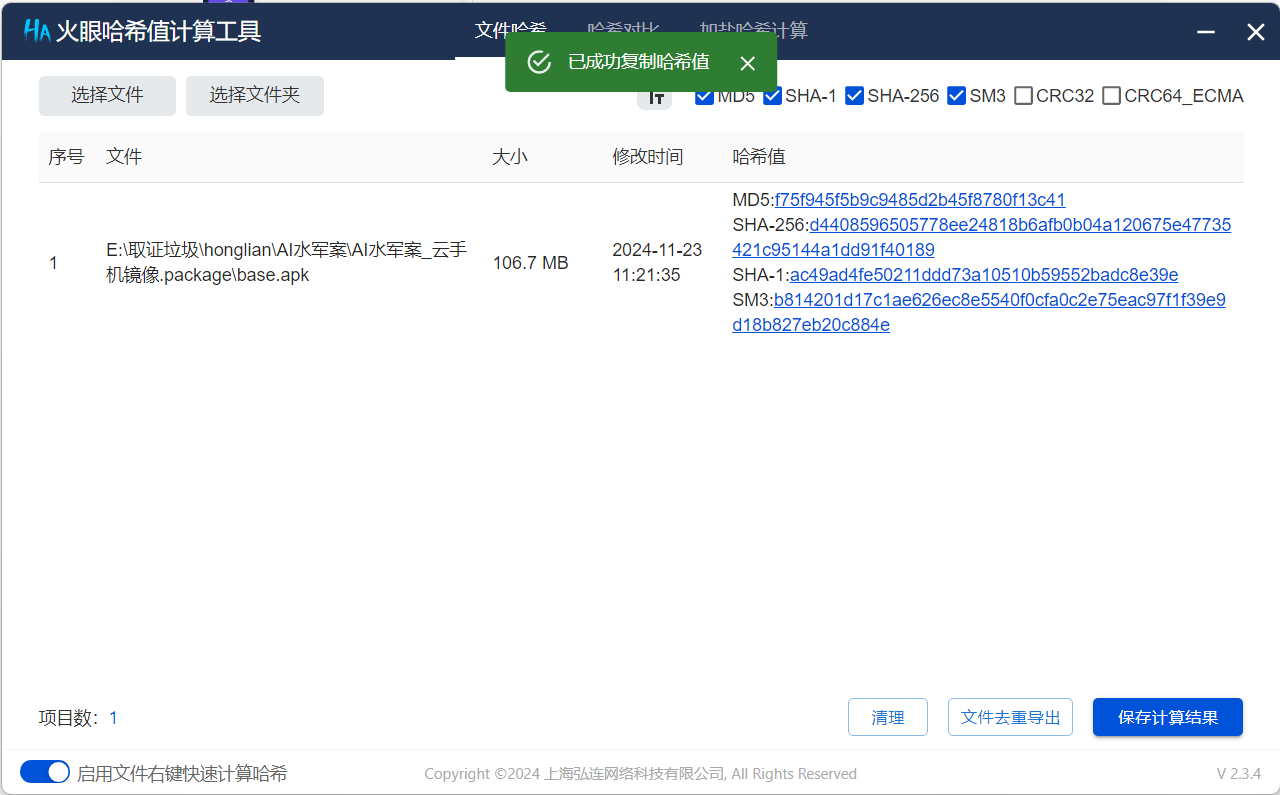 HA 火眼哈希值计算工具
文件哈希 哈希对比 加盐哈希计算
已成功复制哈希值
选择文件 选择文件夹
IT MD5 SHA-1 SHA-256 SM3 CRC32 CRC64_ECMA
序号 文件 大小 修改时间 哈希值
1
E:\取证垃圾\honglian\AI水军案\AI水军案_云手
机镜像.package\base.apk
106.7 MB
2024-11-23
11:21:35
MD5:f75f945f5b9c9485d2b45f8780f13c41
SHA-256:d4408596505778ee24818b6afb0b04a120675e47735
421c95144a1dd91f40189
SHA-1:ac49ad4fe50211ddd73a10510b59552badc8e39e
SM3:b814201d17c1ae626ec8e5540f0cfa0c2e75eac97f1f39e9
d18b827eb20c884e
项目数: 1
清理 文件去重导出 保存计算结果
启用文件右键快速计算哈希
Copyright ©2024 上海弘连网络科技有限公司, All Rights Reserved
V 2.3.4